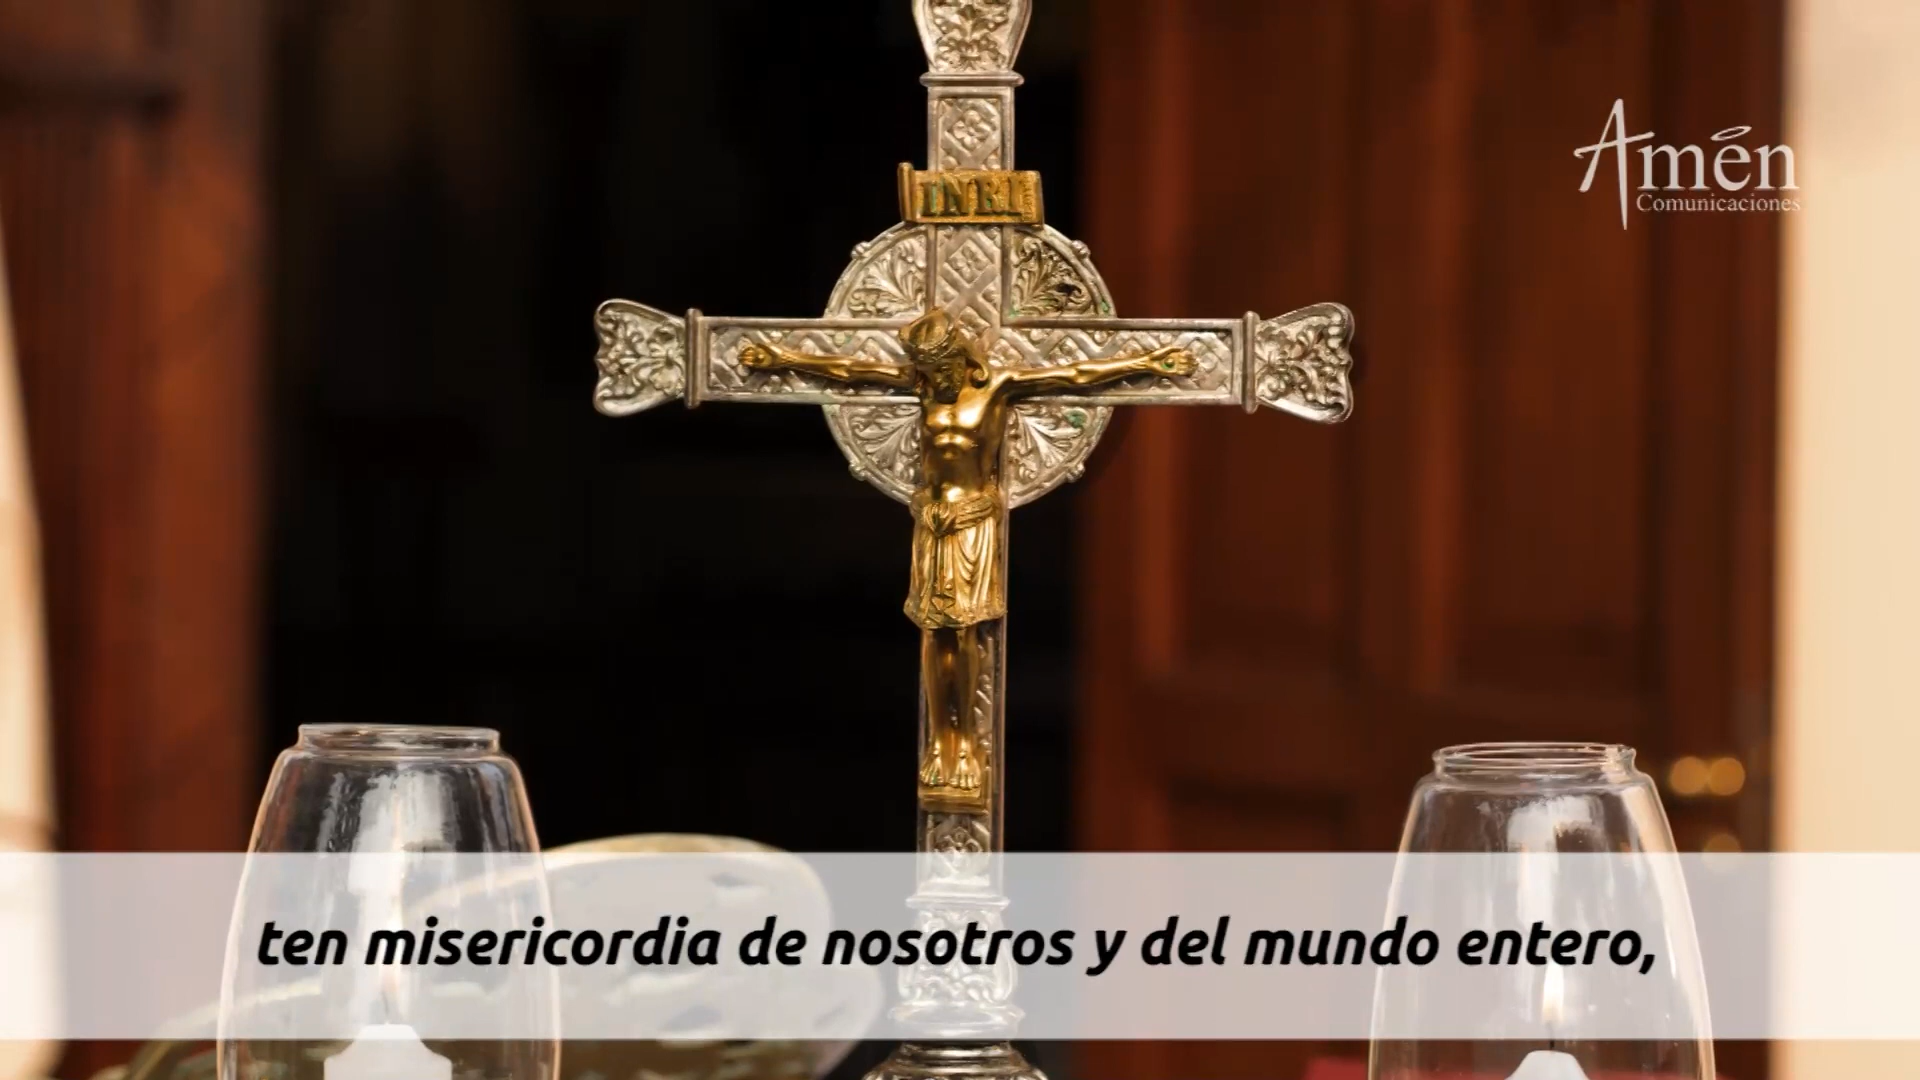 INRI
Amén
Comunicaciones
ten misericordia de nosotros y del mundo entero,